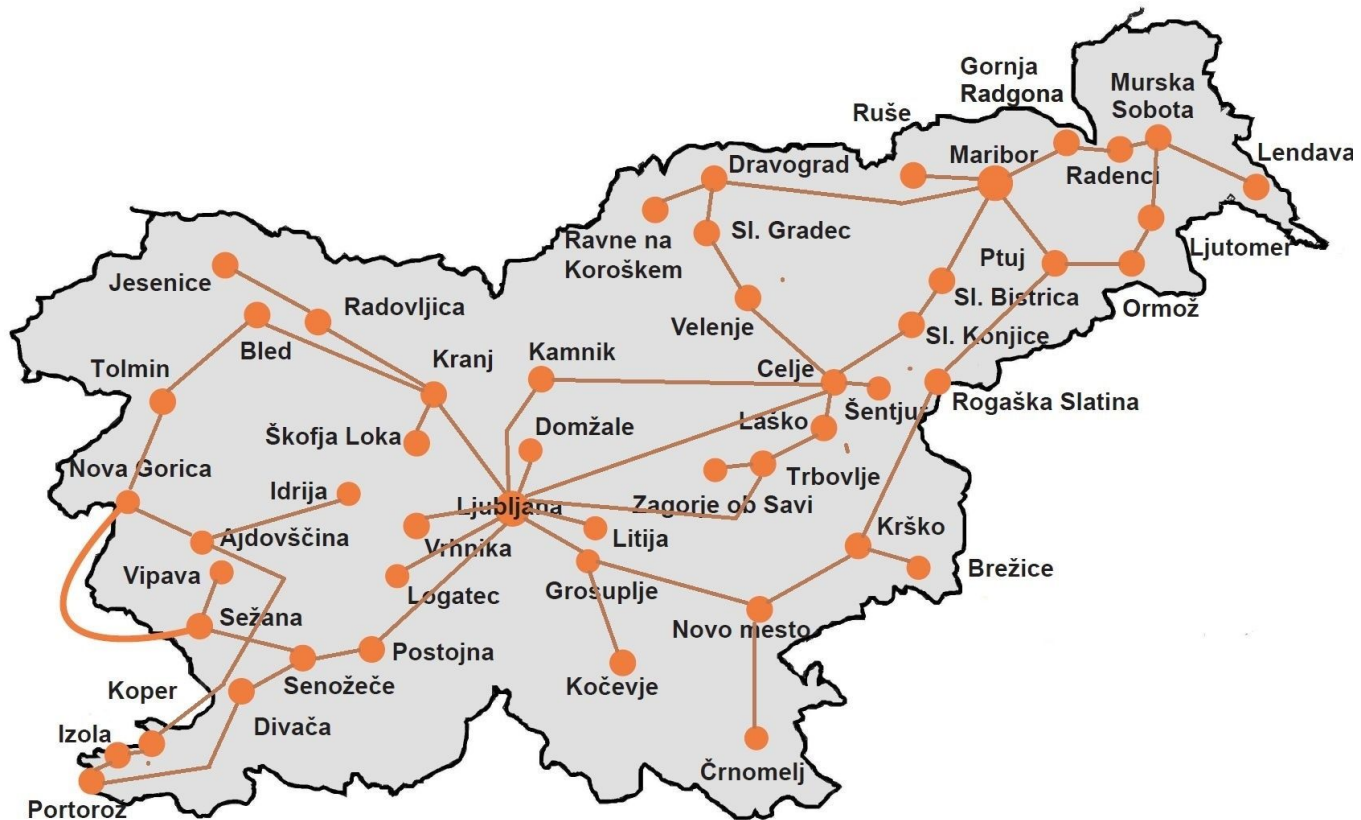 Gornja
Radgona
Murska
Sobota
Ruše
Dravograd
Maribor
Radenci
Lendava
Ravne na
Koroškem
Sl. Gradec
Ptuj
Ljutomer
Jesenice
Radovljica
Sl. Bistrica
Ormož
Velenje
Bled
Sl. Konjice
Tolmin
Kranj
Kamnik
Celje
Rogaška Slatina
Šentjur
Laško
Škofja Loka
Domžale
Nova Gorica
Idrija
Trbovlje
Ljubljana
Zagorje ob Savi
Krško
Ajdovščina
Vrhnika
Litija
Brežice
Vipava
Logatec
Grosuplje
Sežana
Novo mesto
Postojna
Koper
Senožeče
Kočevje
Izola
Divača
Črnomelj
Portorož